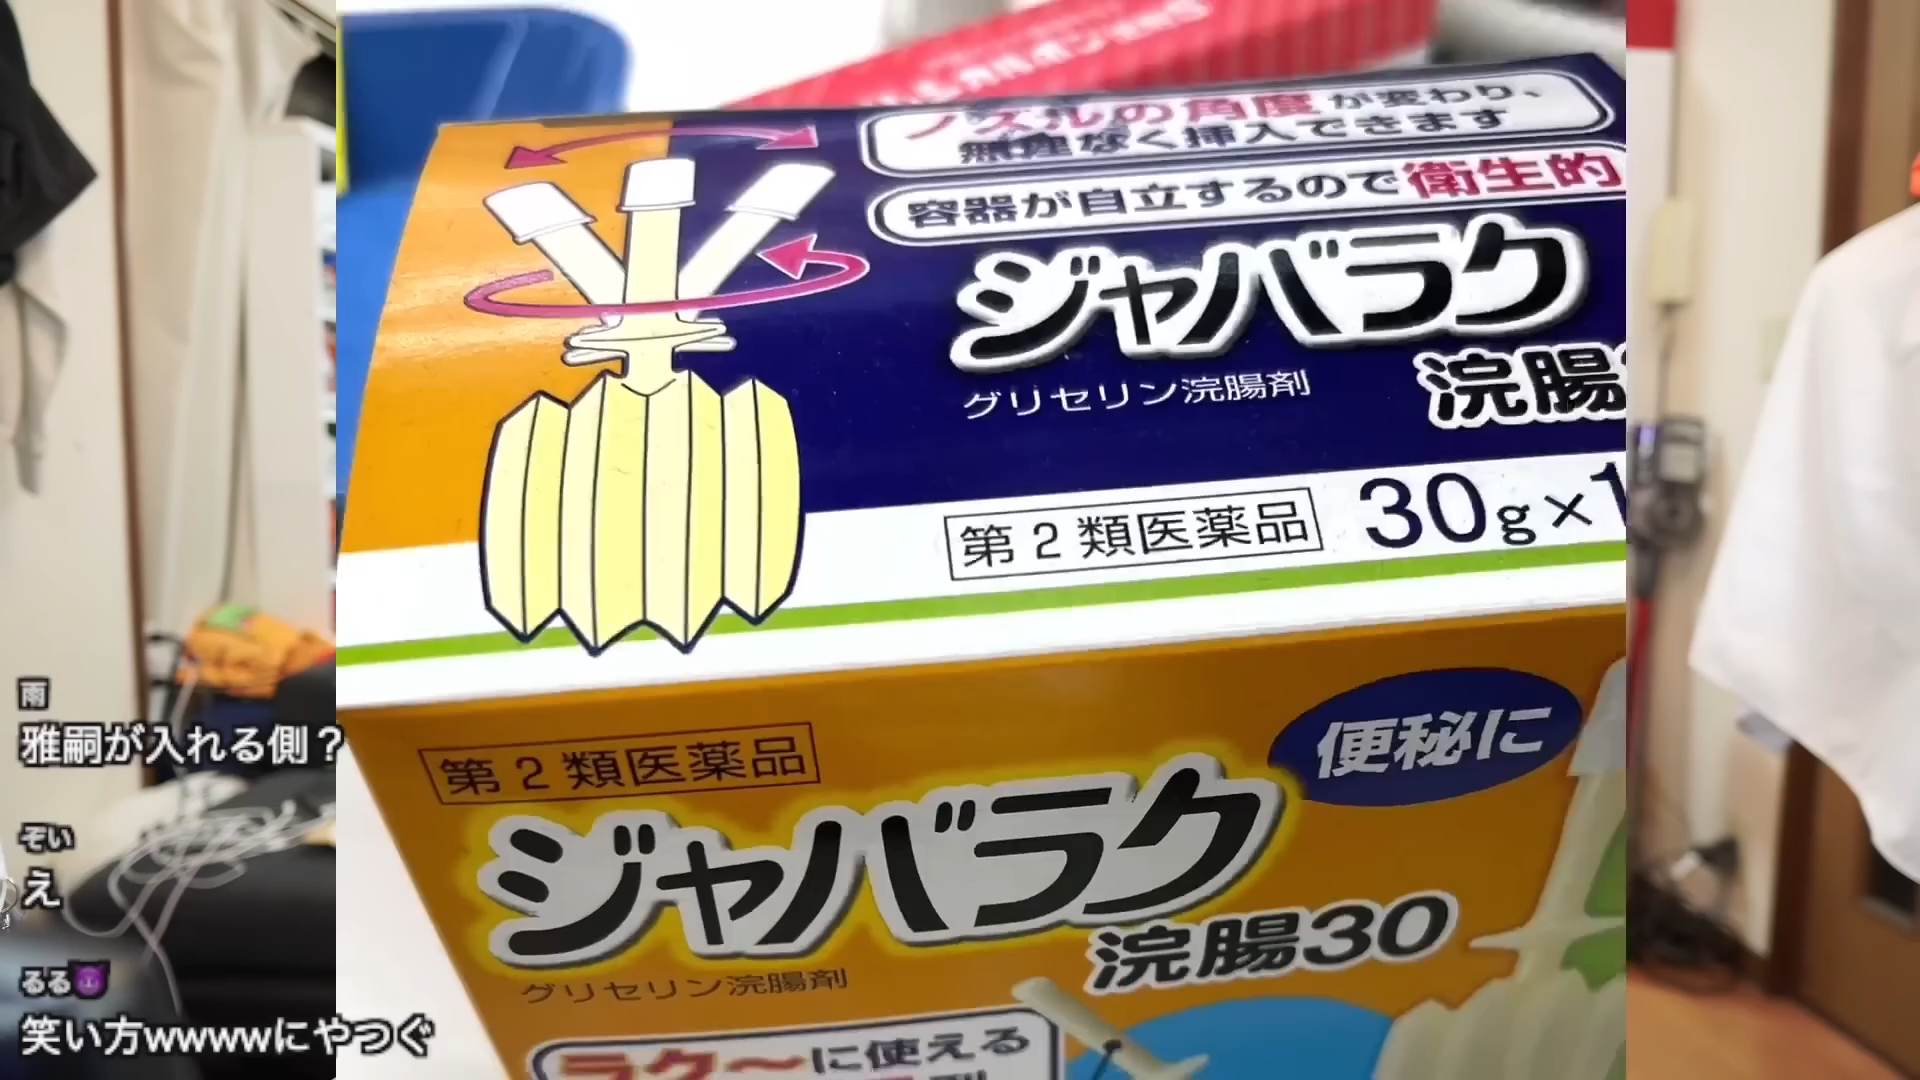 ノズルの角度が変わり、
無理なく挿入できます
容器が自立するので衛生的
ジャバラク
グリセリン浣腸剤
浣腸
第2類医薬品
30g×1
便秘に
第2類医薬品
ジャバラク
浣腸30
グリセリン浣腸剤
ラク〜に使える
雨
雅嗣が入れる側？
ぞい
え
るる😈
笑い方wwwwにやつぐ